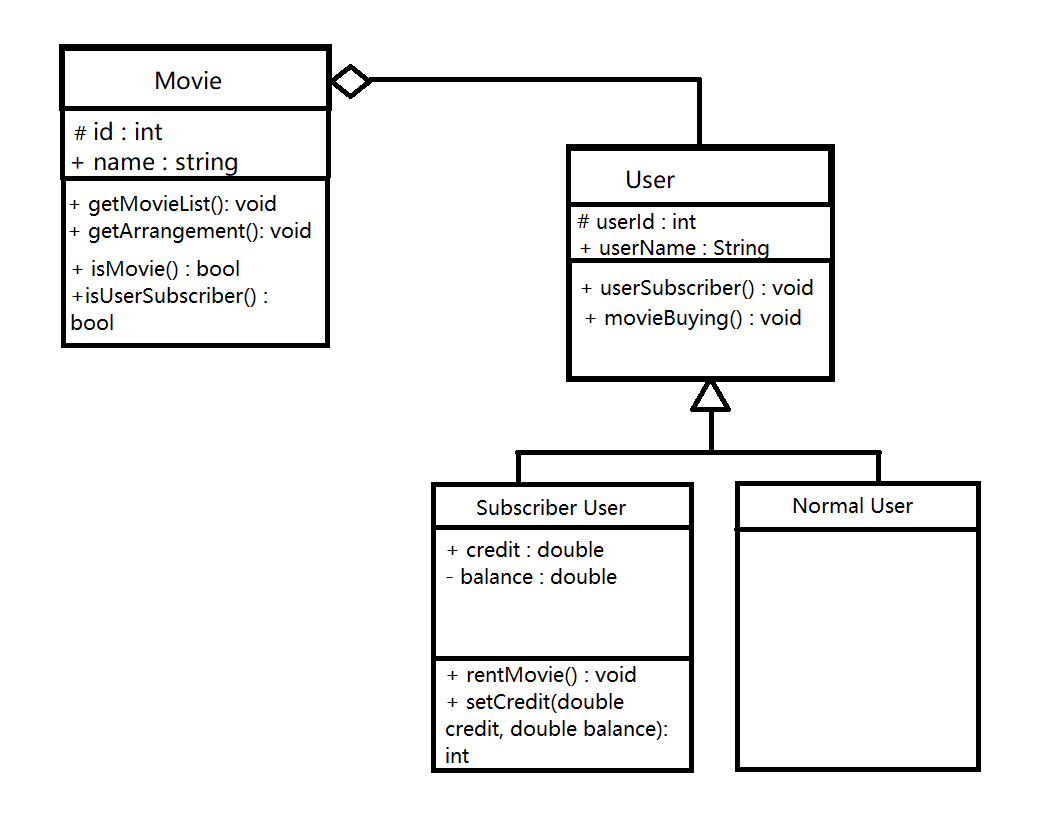 Movie
# id : int
+ name : string
+ getMovieList(): void
+ getArrangement(): void
+ isMovie() : bool
+isUserSubscriber() :
bool
User
# userId : int
+ userName : String
+ userSubscriber() : void
+ movieBuying() : void
Subscriber User
+ credit : double
- balance : double
+ rentMovie() : void
+ setCredit(double
credit, double balance):
int
Normal User